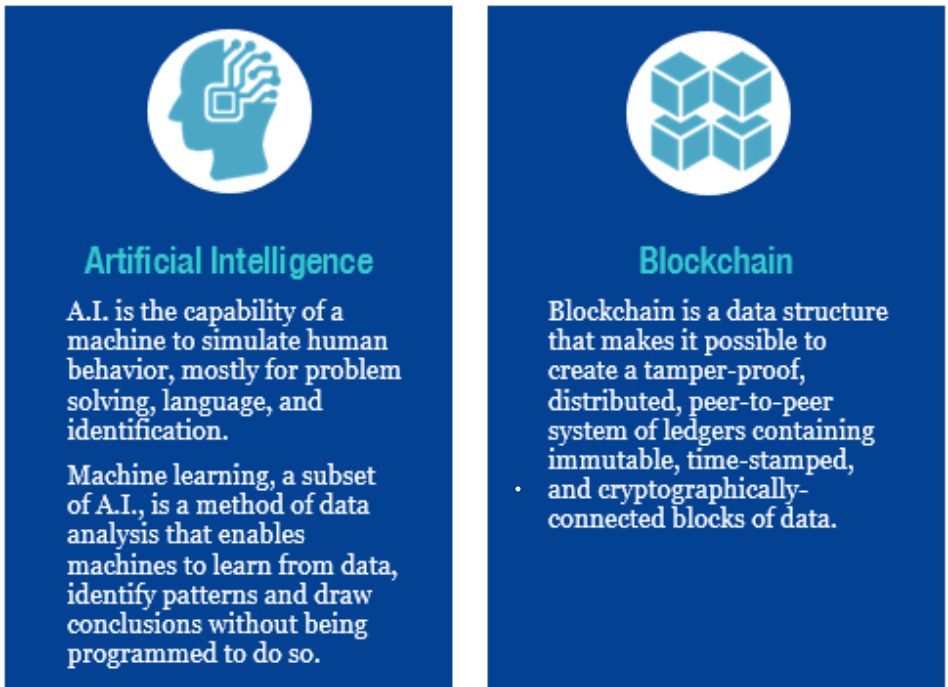 Artificial Intelligence
A.I. is the capability of a
machine to simulate human
behavior, mostly for problem
solving, language, and
identification.
Machine learning, a subset
of A.I., is a method of data
analysis that enables
machines to learn from data,
identify patterns and draw
conclusions without being
programmed to do so.
Blockchain
Blockchain is a data structure
that makes it possible to
create a tamper-proof,
distributed, peer-to-peer
system of ledgers containing
immutable, time-stamped,
and cryptographically-
connected blocks of data.